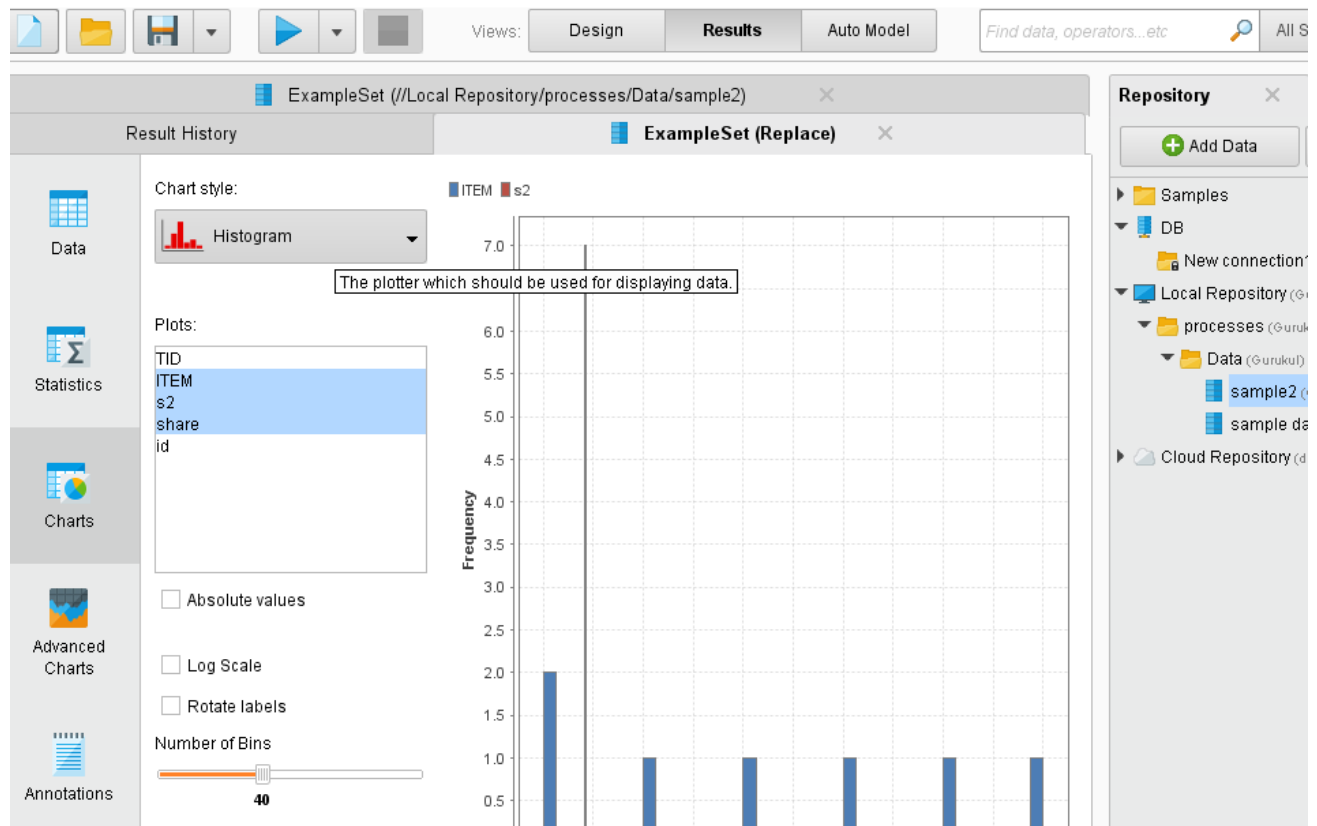 Views: Design Results Auto Model Find data, operators...etc All S
ExampleSet (//Local Repository/processes/Data/sample2)
Result History ExampleSet (Replace)
Data
Statistics
Charts
Advanced
Charts
Annotations
Chart style:
Histogram
The plotter which should be used for displaying data.
Plots:
TID
ITEM
s2
share
id
Absolute values
Log Scale
Rotate labels
Number of Bins
40
ITEM s2
Frequency
7.0
6.0
5.5
5.0
4.5
4.0
3.5
3.0
2.5
2.0
1.5
1.0
0.5
Repository
Add Data
Samples
DB
New connection
Local Repository (G
processes (Guruk
Data (Gurukul)
sample2 (
sample da
Cloud Repository (d